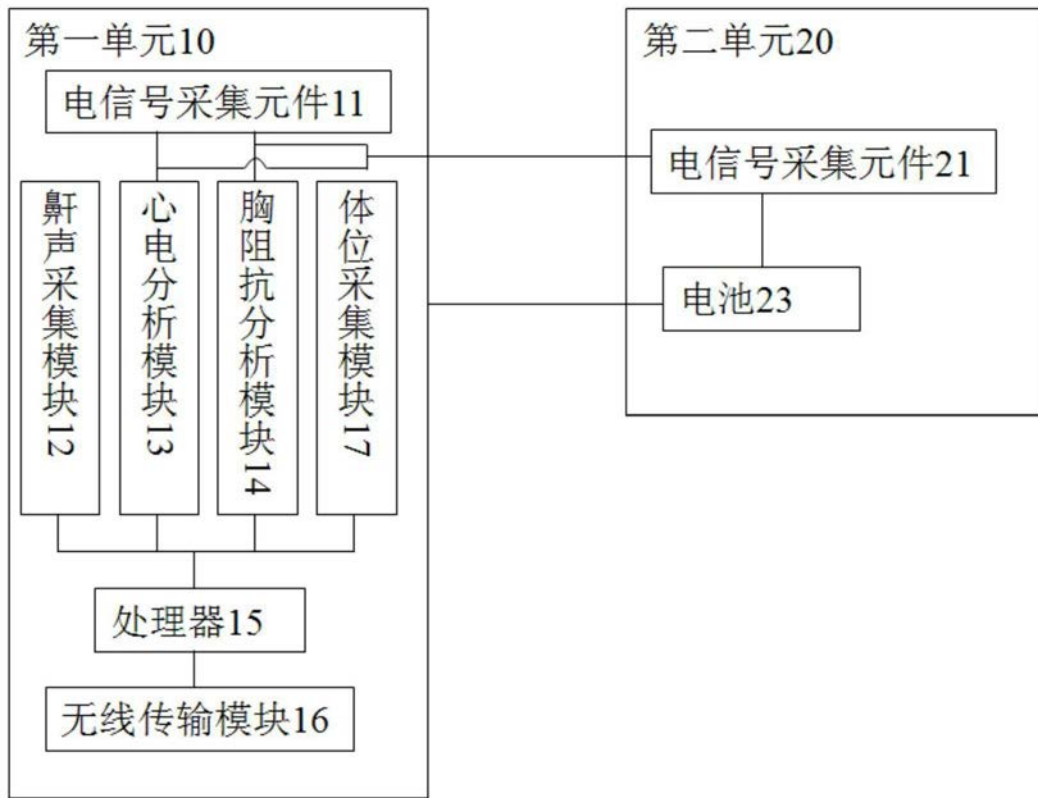 第一单元10
电信号采集元件11
鼾声采集模块12
心电分析模块13
胸阻抗分析模块14
体位采集模块17
处理器15
无线传输模块16
第二单元20
电信号采集元件21
电池23